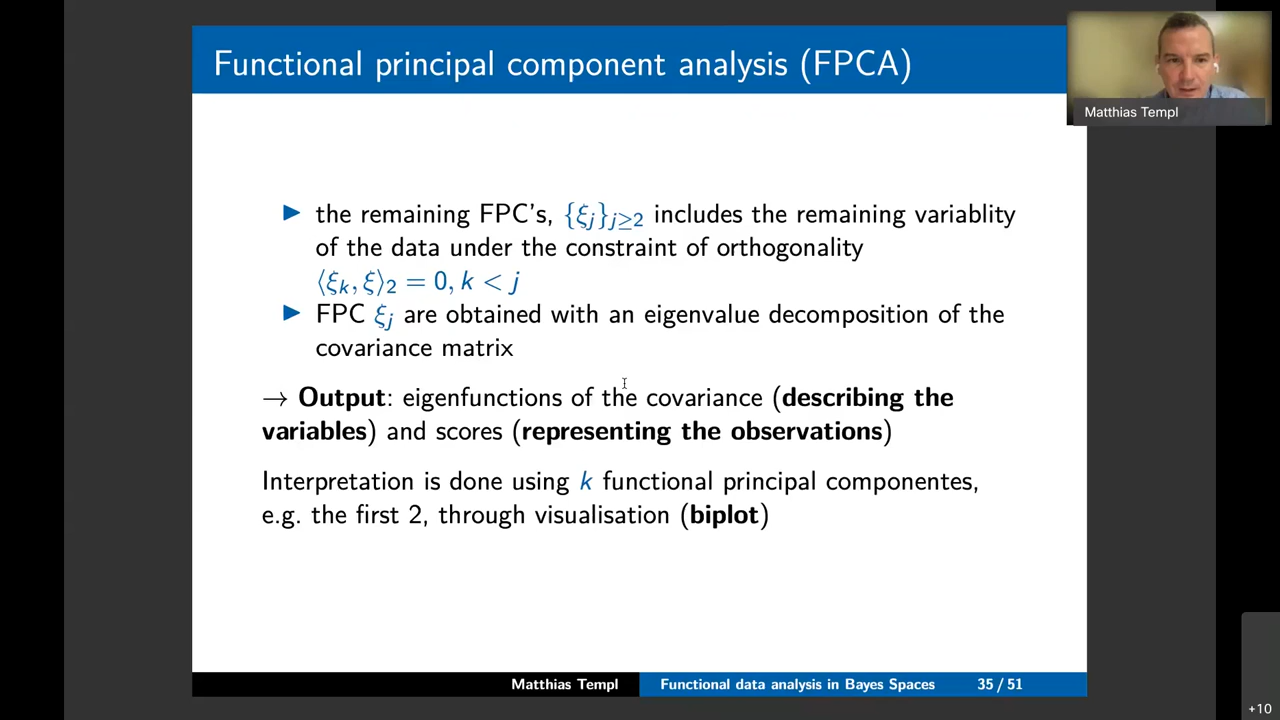 Functional principal component analysis (FPCA)
Matthias Templ
▶ the remaining FPC's, {ξj}j≥2 includes the remaining variablity
of the data under the constraint of orthogonality
⟨ξk, ξ⟩2 = 0, k < j
▶ FPC ξj are obtained with an eigenvalue decomposition of the
covariance matrix
→ Output: eigenfunctions of the covariance (describing the
variables) and scores (representing the observations)
Interpretation is done using k functional principal componentes,
e.g. the first 2, through visualisation (biplot)
Matthias Templ Functional data analysis in Bayes Spaces 35 / 51
+10